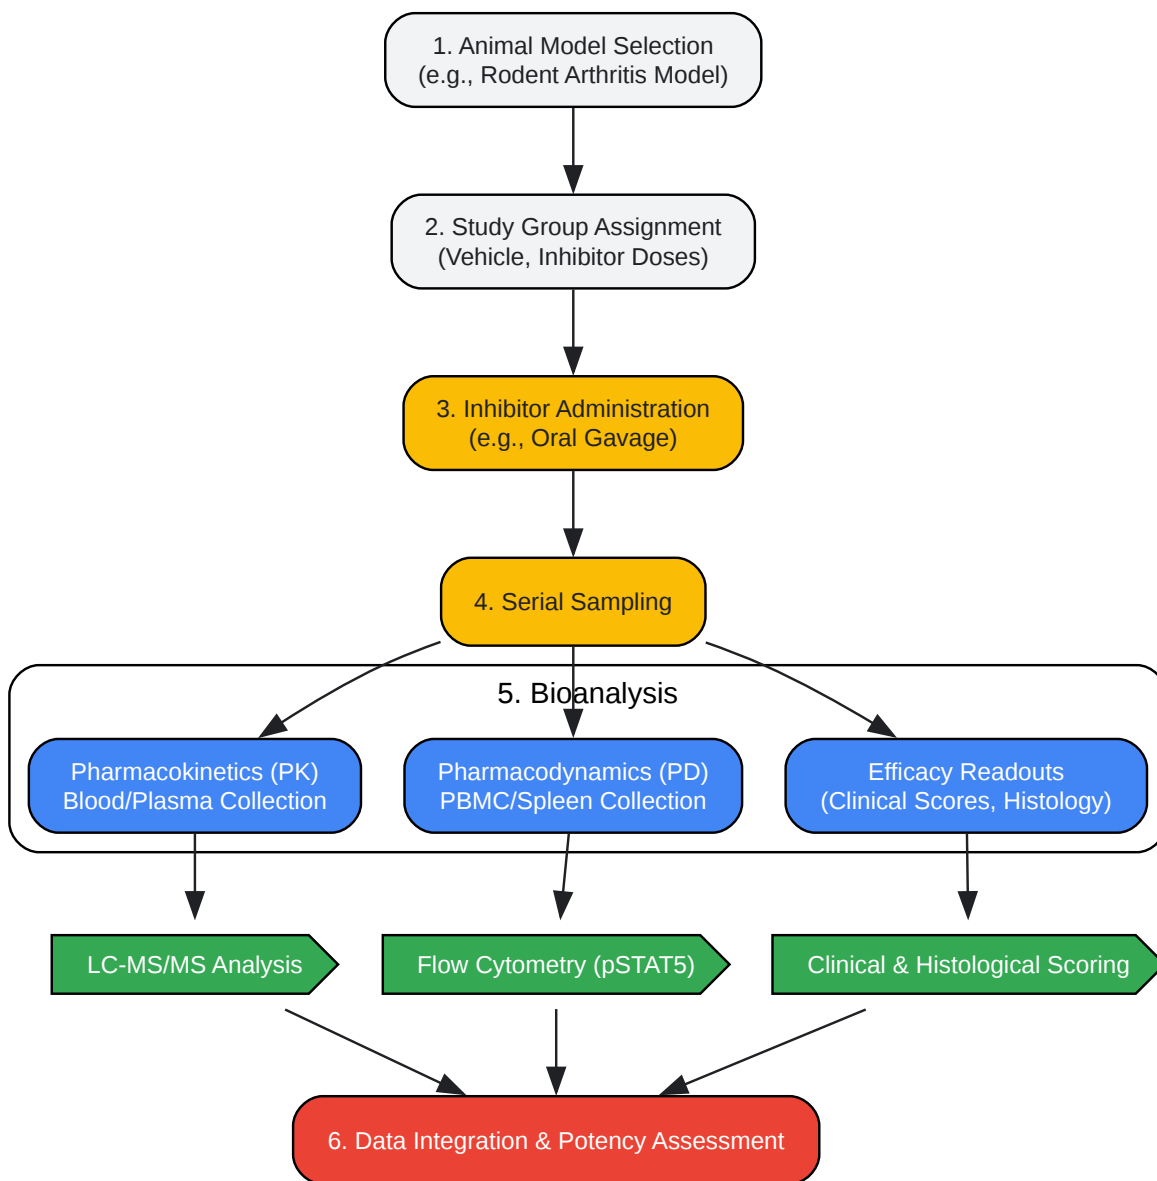 1. Animal Model Selection
(e.g., Rodent Arthritis Model)
2. Study Group Assignment
(Vehicle, Inhibitor Doses)
3. Inhibitor Administration
(e.g., Oral Gavage)
4. Serial Sampling
5. Bioanalysis
Pharmacokinetics (PK)
Blood/Plasma Collection
Pharmacodynamics (PD)
PBMC/Spleen Collection
Efficacy Readouts
(Clinical Scores, Histology)
LC-MS/MS Analysis
Flow Cytometry (pSTAT5)
Clinical & Histological Scoring
6. Data Integration & Potency Assessment